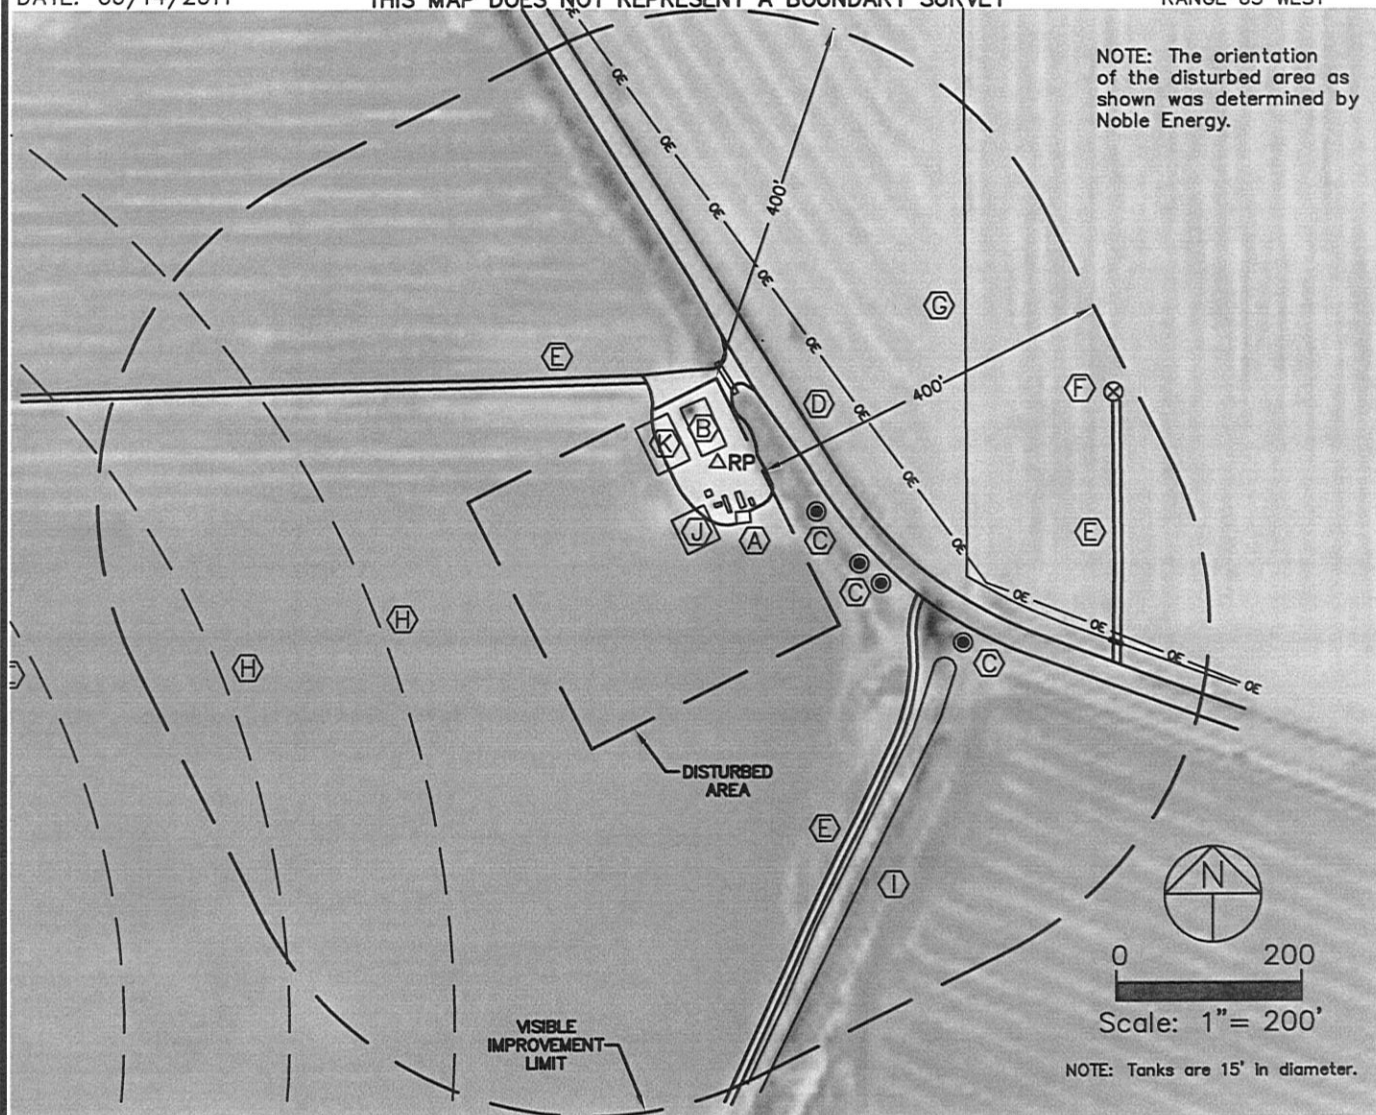 THIS MAP DOES NOT REPRESENT A BOUNDARY SURVEY
NOTE: The orientation
of the disturbed area as
shown was determined by
Noble Energy.
OE
OE
OE
OE
OE
OE
OE
OE
OE
OE
OE
OE
OE
OE
400'
400'
G
E
D
F
B
K
RP
E
J
A
C
C
H
H
C
DISTURBED
AREA
E
I
N
0 200
Scale: 1"= 200'
VISIBLE
IMPROVEMENT
LIMIT
NOTE: Tanks are 15' in diameter.